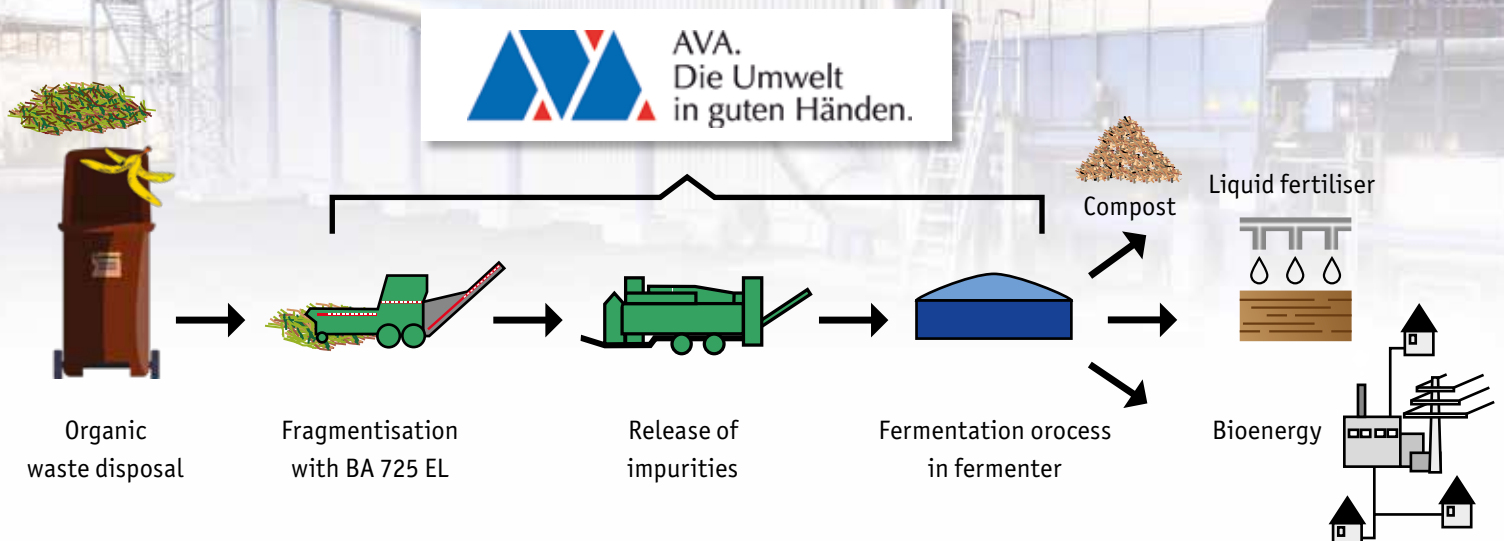 AVA.
Die Umwelt
in guten Händen.
Compost
Liquid fertiliser
Organic
waste disposal
Fragmentisation
with BA 725 EL
Release of
impurities
Fermentation orocess
in fermenter
Bioenergy